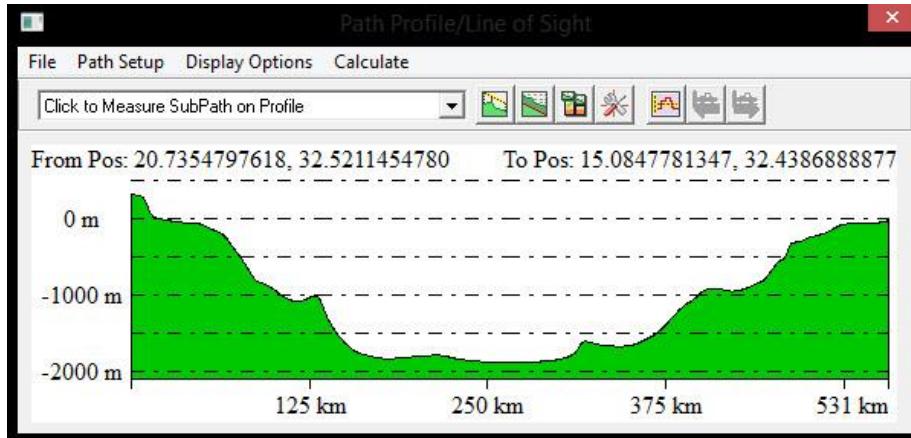 Path Profile/Line of Sight
File Path Setup Display Options Calculate
Click to Measure SubPath on Profile
From Pos: 20.7354797618, 32.5211454780 To Pos: 15.0847781347, 32.4386888877
0 m
-1000 m
-2000 m
125 km 250 km 375 km 531 km